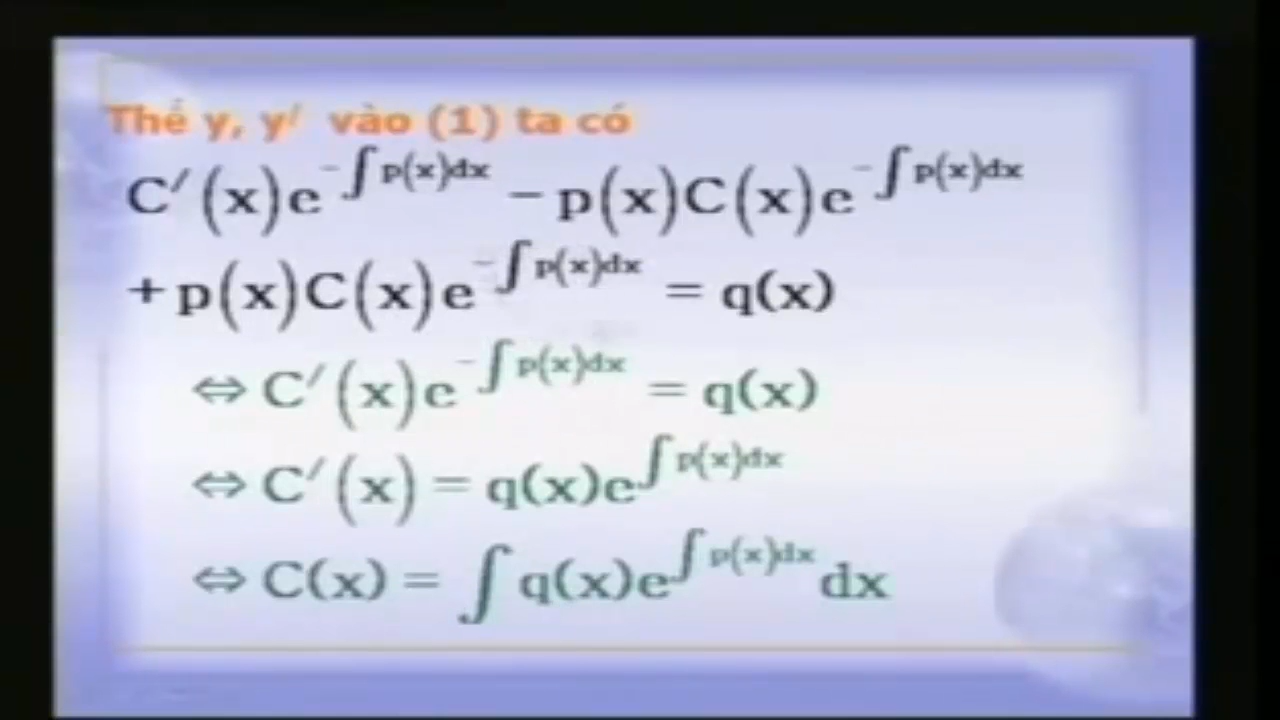 Thế y, y′ vào (1) ta có
C′(x)e^{-∫p(x)dx} − p(x)C(x)e^{-∫p(x)dx}
+ p(x)C(x)e^{-∫p(x)dx} = q(x)
⇔ C′(x)e^{-∫p(x)dx} = q(x)
⇔ C′(x) = q(x)e^{∫p(x)dx}
⇔ C(x) = ∫q(x)e^{∫p(x)dx}dx